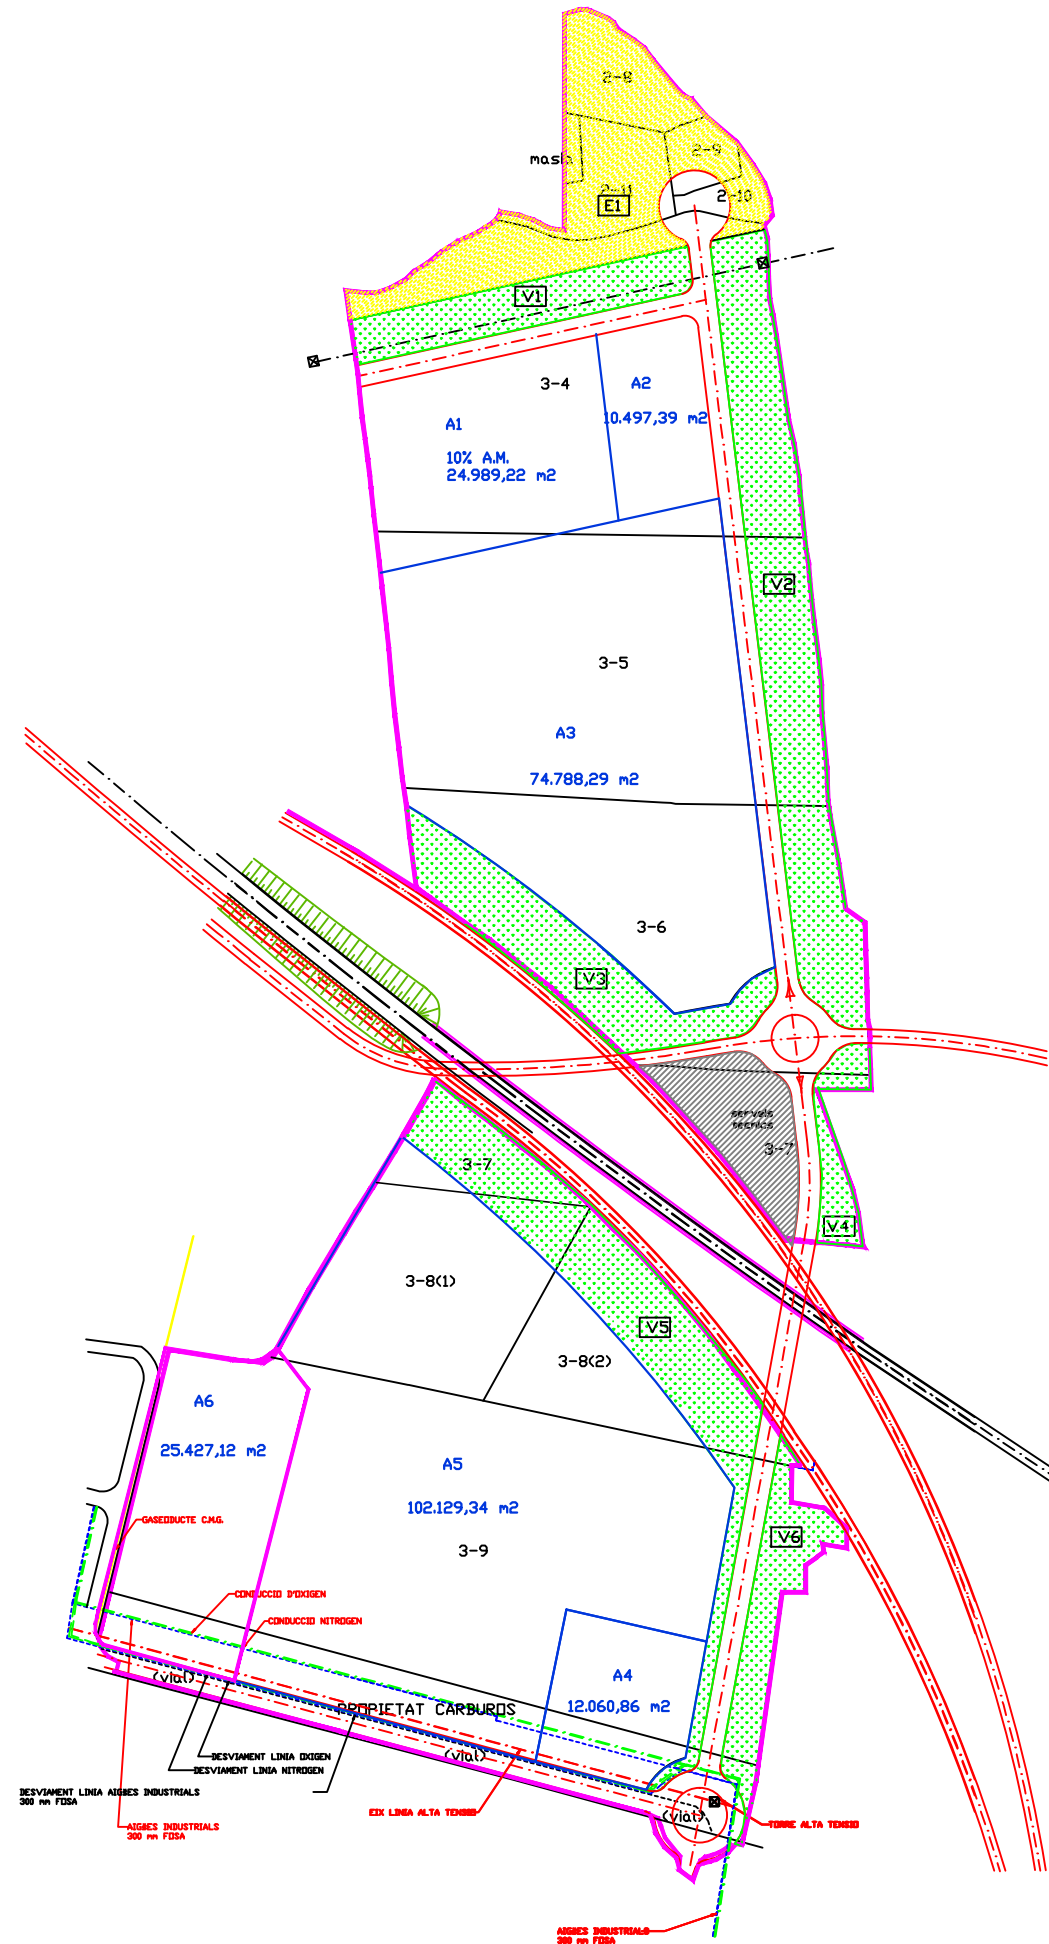 2-8
2-9
2-11
2-10
E1
V1
3-4
A2
10.497,39 m2
A1
10% A.M.
24.989,22 m2
V2
3-5
A3
74.788,29 m2
3-6
V3
serveis
tecnics
3-7
3-7
V.4
3-8(1)
V5
3-8(2)
A6
25.427,12 m2
A5
102.129,34 m2
GASEODUCTE C.M.G.
V6
3-9
CONDUCCIO D'OXIGEN
CONDUCCIO NITROGEN
(vial)
A4
12.060,86 m2
PROPIETAT CARBUROS
(vial)
DESVIAMENT LINIA OXIGEN
DESVIAMENT LINIA NITROGEN
DESVIAMENT LINIA AIGÜES INDUSTRIALS
300 mm FOSA
EIX LINIA ALTA TENSIO
(vial)
TORRE ALTA TENSIO
AIGÜES INDUSTRIALS
300 mm FOSA
AIGÜES INDUSTRIALS
300 mm FOSA